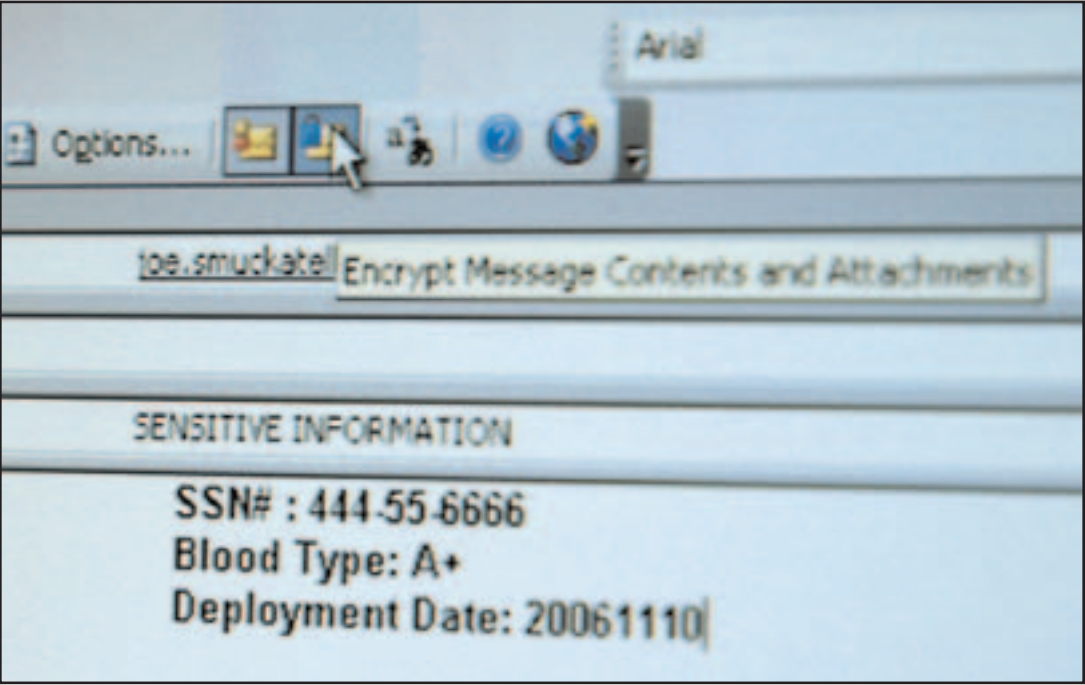 Arial
Options...
joe.smuckatell
Encrypt Message Contents and Attachments
SENSITIVE INFORMATION
SSN# : 444-55-6666
Blood Type: A+
Deployment Date: 20061110